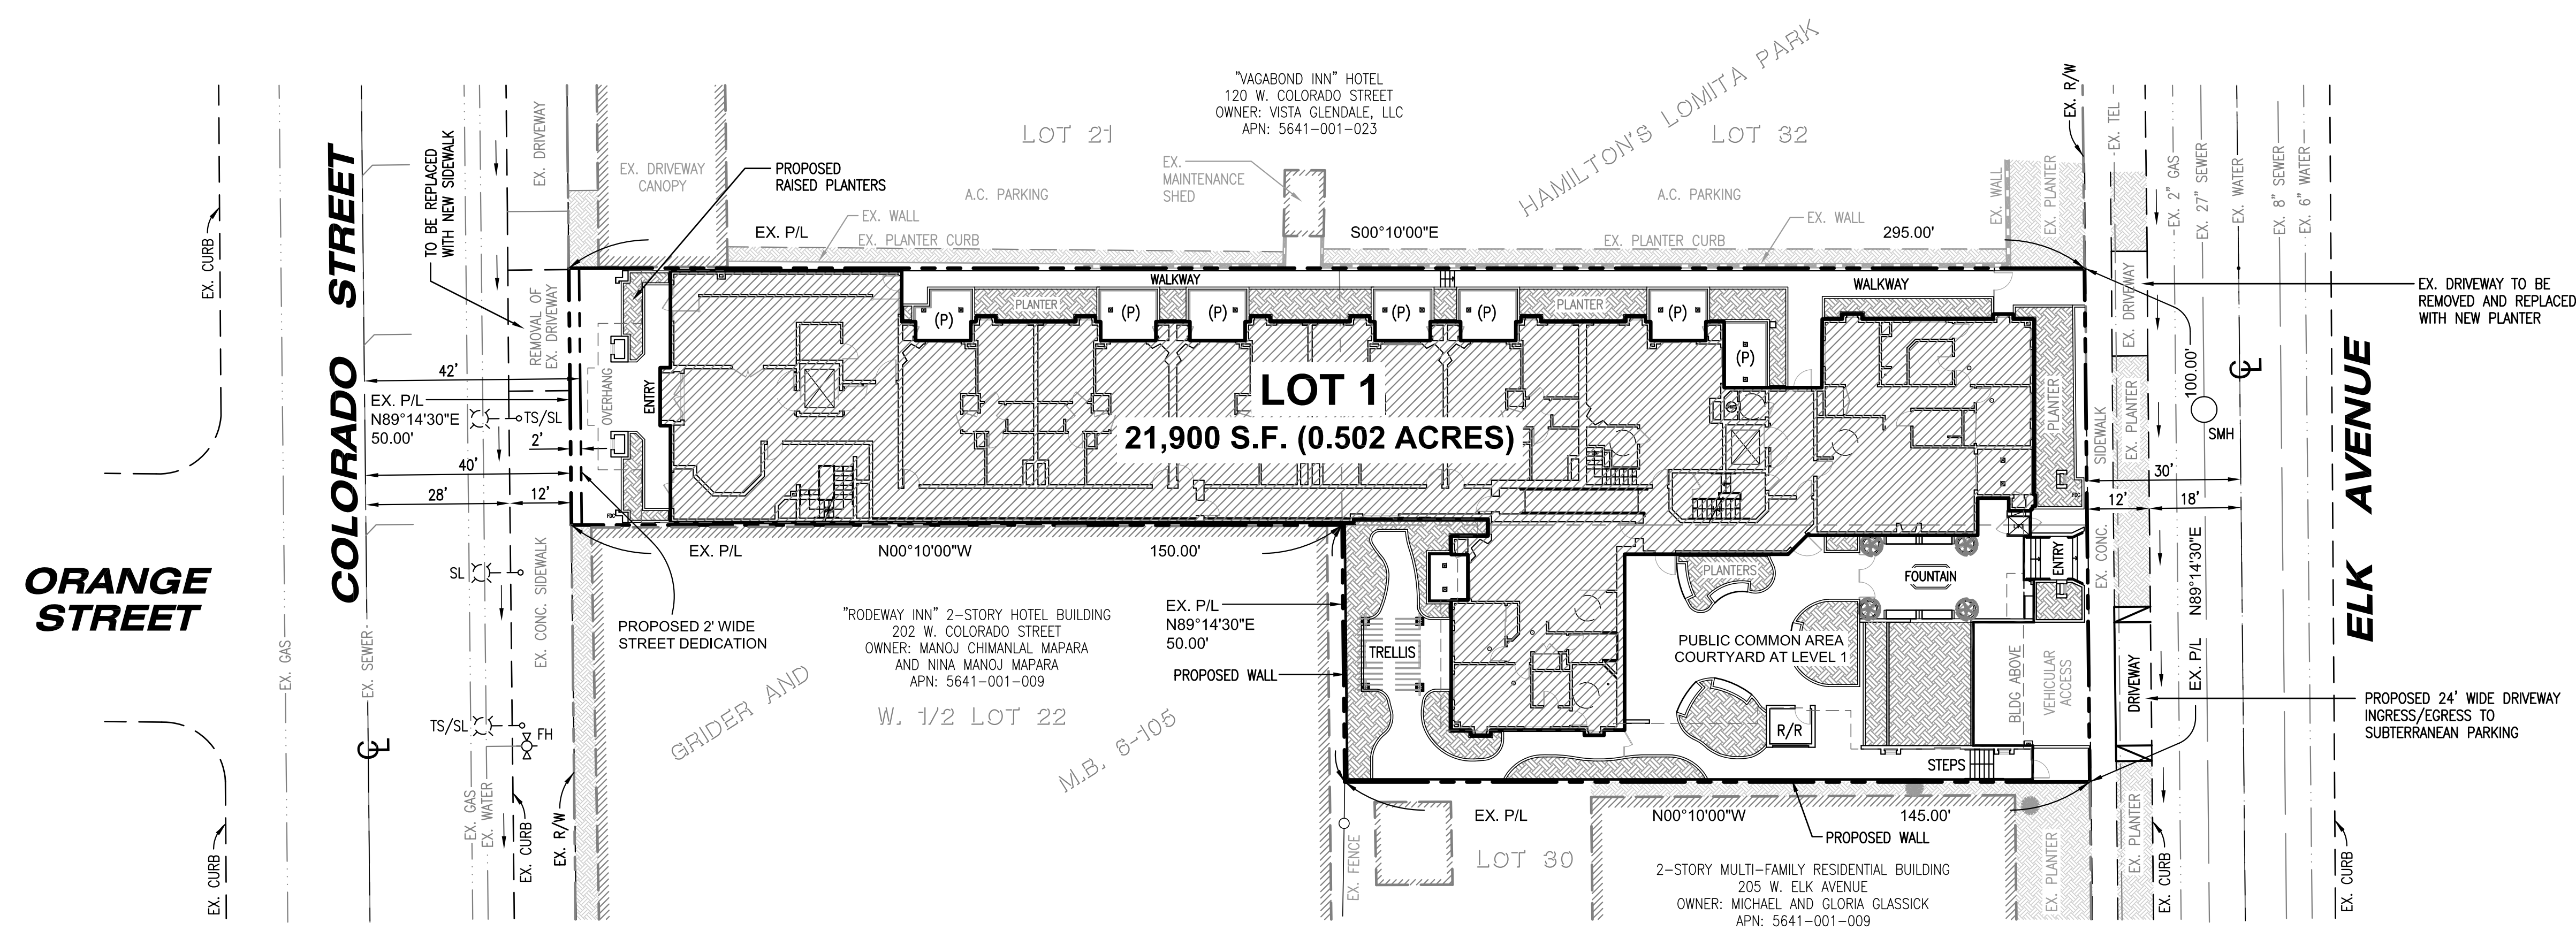 ORANGE
STREET
EX. CURB
EX. CURB
EX. GAS
COLORADO STREET
EX. SEWER
TO BE REPLACED
WITH NEW SIDEWALK
EX. DRIVEWAY
REMOVAL OF
EX. DRIVEWAY
42'
EX. P/L
N89°14'30"E
50.00'
TS/SL
2'
40'
28'
12'
SL
EX. CONC. SIDEWALK
TS/SL
FH
EX. GAS
EX. WATER
EX. CURB
EX. R/W
PROPOSED 2' WIDE
STREET DEDICATION
EX. DRIVEWAY
CANOPY
PROPOSED
RAISED PLANTERS
EX. P/L
EX. WALL
EX. PLANTER CURB
LOT 21
A.C. PARKING
EX.
MAINTENANCE
SHED
"VAGABOND INN" HOTEL
120 W. COLORADO STREET
OWNER: VISTA GLENDALE, LLC
APN: 5641-001-023
S00°10'00"E
HAMILTON'S LOMITA PARK
LOT 32
A.C. PARKING
EX. WALL
EX. PLANTER CURB
295.00'
EX. WALL
EX. PLANTER
EX. R/W
OVERHANG
ENTRY
FDC
WALKWAY
WALKWAY
PLANTER
PLANTER
(P)
(P)
(P)
(P)
(P)
(P)
(P)
LOT 1
21,900 S.F. (0.502 ACRES)
PLANTER
FDC
EX. P/L
N00°10'00"W
150.00'
"RODEWAY INN" 2-STORY HOTEL BUILDING
202 W. COLORADO STREET
OWNER: MANOJ CHIMANLAL MAPARA
AND NINA MANOJ MAPARA
APN: 5641-001-009
W. 1/2 LOT 22
GRIDER AND
M.B. 6-105
EX. P/L
N89°14'30"E
50.00'
PROPOSED WALL
TRELLIS
PLANTERS
FOUNTAIN
ENTRY
PUBLIC COMMON AREA
COURTYARD AT LEVEL 1
R/R
BLDG ABOVE
VEHICULAR
ACCESS
STEPS
EX. P/L
N00°10'00"W
145.00'
PROPOSED WALL
EX. FENCE
LOT 30
2-STORY MULTI-FAMILY RESIDENTIAL BUILDING
205 W. ELK AVENUE
OWNER: MICHAEL AND GLORIA GLASSICK
APN: 5641-001-009
EX. PLANTER
EX. TEL
EX. 2" GAS
EX. 27" SEWER
EX. WATER
EX. 8" SEWER
EX. 6" WATER
EX. DRIVEWAY
100.00'
SIDEWALK
EX. PLANTER
SMH
30'
12'
18'
EX. CONC.
EX. P/L N89°14'30"E
DRIVEWAY
EX. PLANTER
EX. CURB
EX. CURB
ELK AVENUE
EX. DRIVEWAY TO BE
REMOVED AND REPLACED
WITH NEW PLANTER
PROPOSED 24' WIDE DRIVEWAY
INGRESS/EGRESS TO
SUBTERRANEAN PARKING